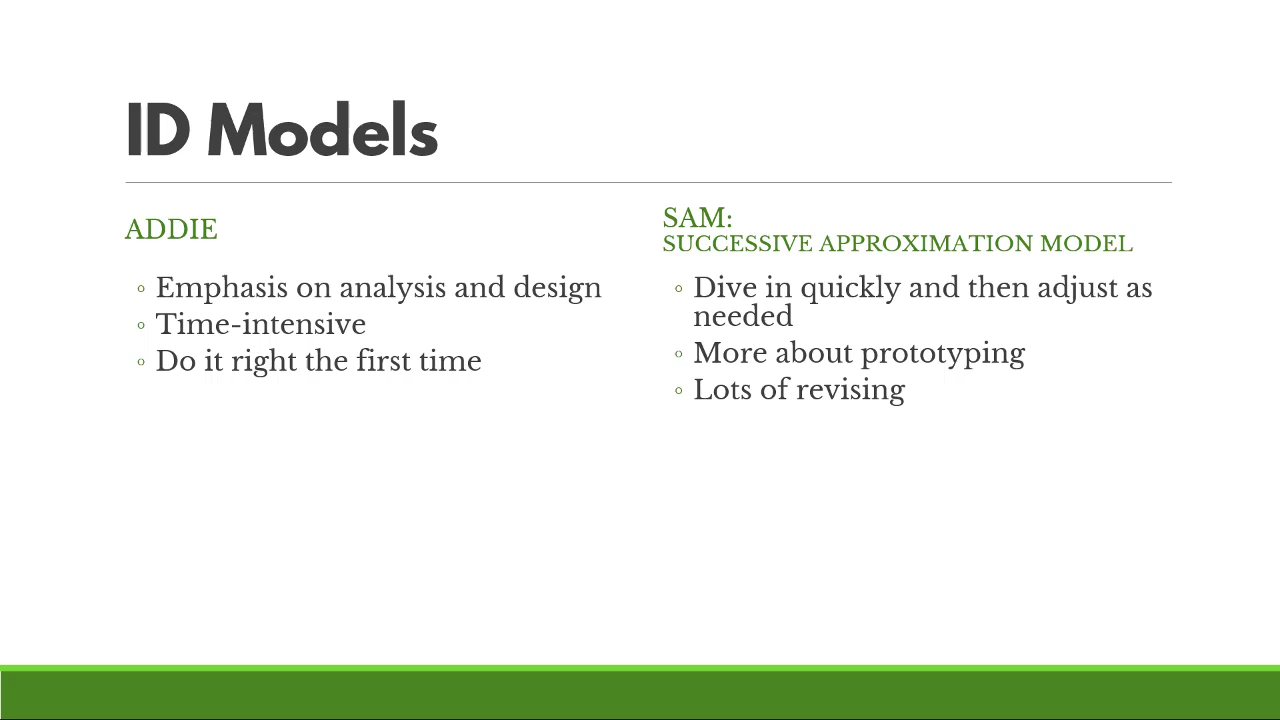 ID Models
ADDIE
◦ Emphasis on analysis and design
◦ Time-intensive
◦ Do it right the first time
SAM:
SUCCESSIVE APPROXIMATION MODEL
◦ Dive in quickly and then adjust as
needed
◦ More about prototyping
◦ Lots of revising